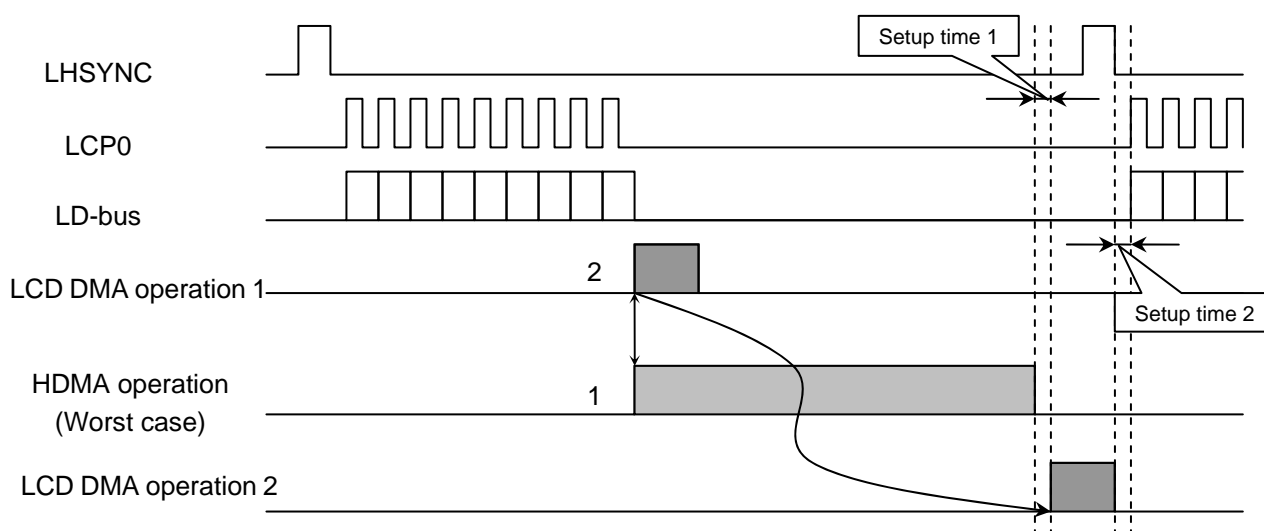 Setup time 1
LHSYNC
LCP0
LD-bus
2
LCD DMA operation 1
Setup time 2
HDMA operation
(Worst case)
1
LCD DMA operation 2